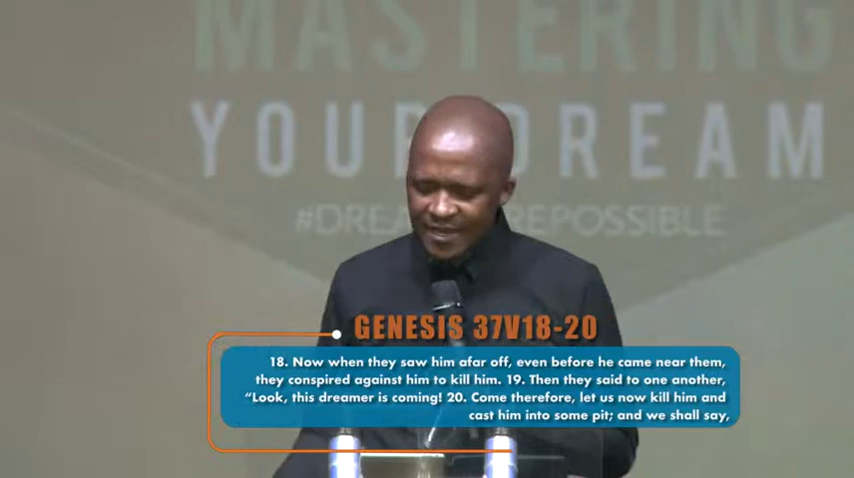 MASTERING
YOUR DREAM
GENESIS 37V18-20
18. Now when they saw him afar off, even before he came near them,
they conspired against him to kill him. 19. Then they said to one another,
“Look, this dreamer is coming! 20. Come therefore, let us now kill him and
cast him into some pit; and we shall say,